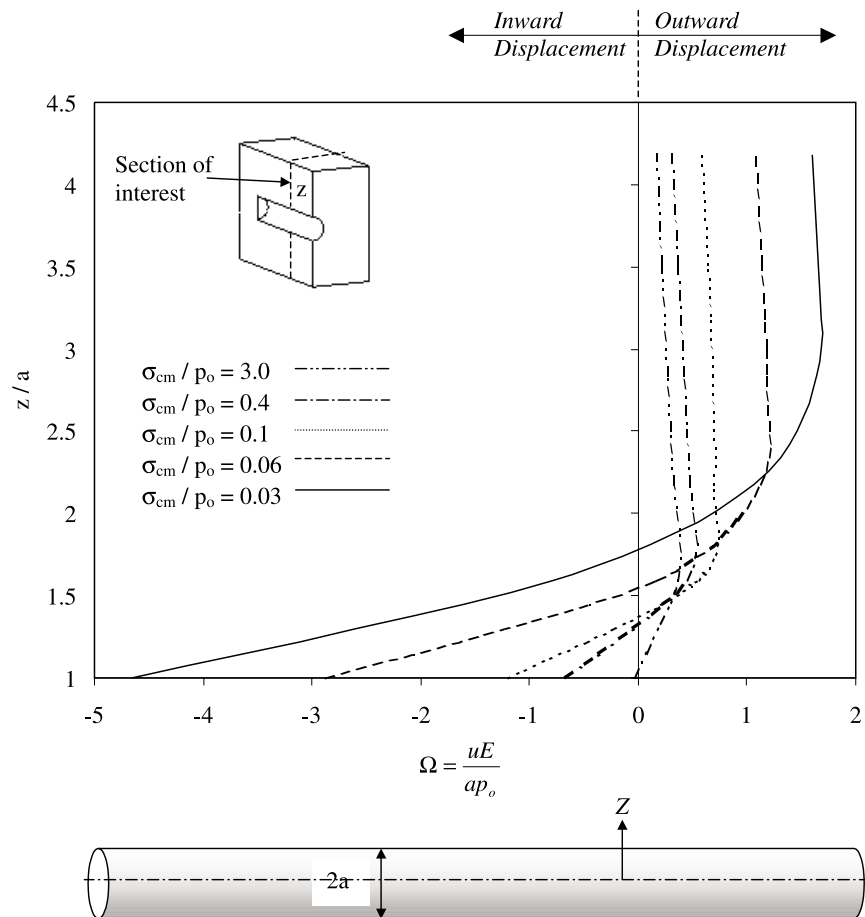 Inward Outward
Displacement Displacement
4.5
Section of
interest
z
4
3.5
3
σcm / po = 3.0
σcm / po = 0.4
σcm / po = 0.1
σcm / po = 0.06
σcm / po = 0.03
z / a
2.5
2
1.5
1
-5 -4 -3 -2 -1 0 1 2
Ω = uE / apo
Z
2a